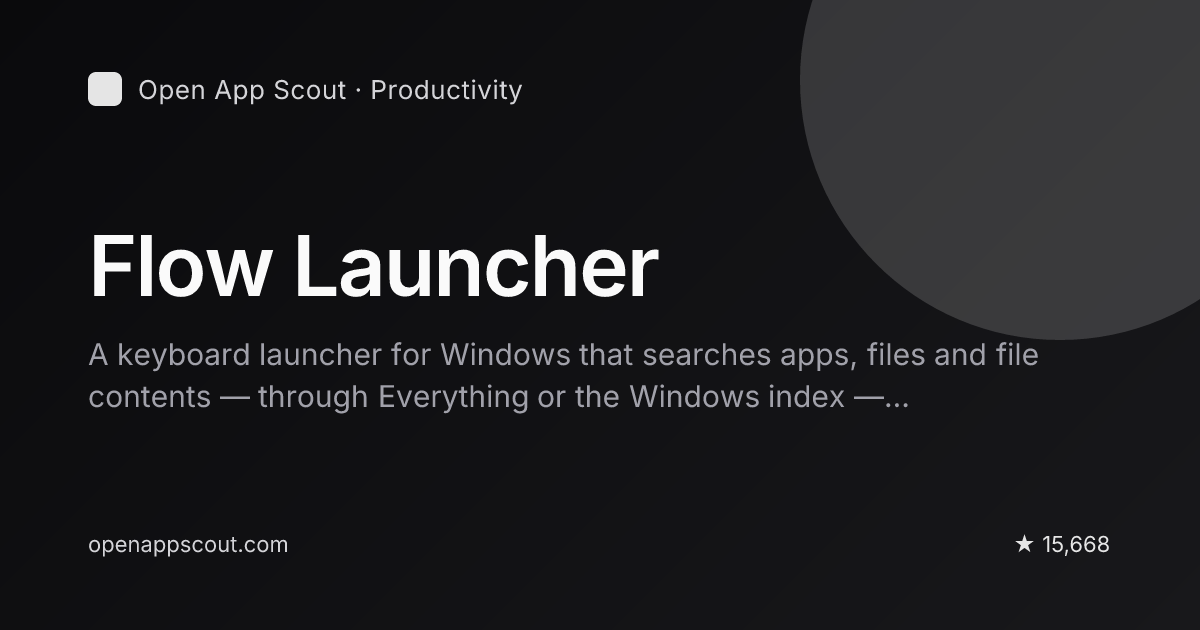 Open App Scout · Productivity
Flow Launcher
A keyboard launcher for Windows that searches apps, files and file
contents — through Everything or the Windows index —…
openappscout.com
★ 15,668